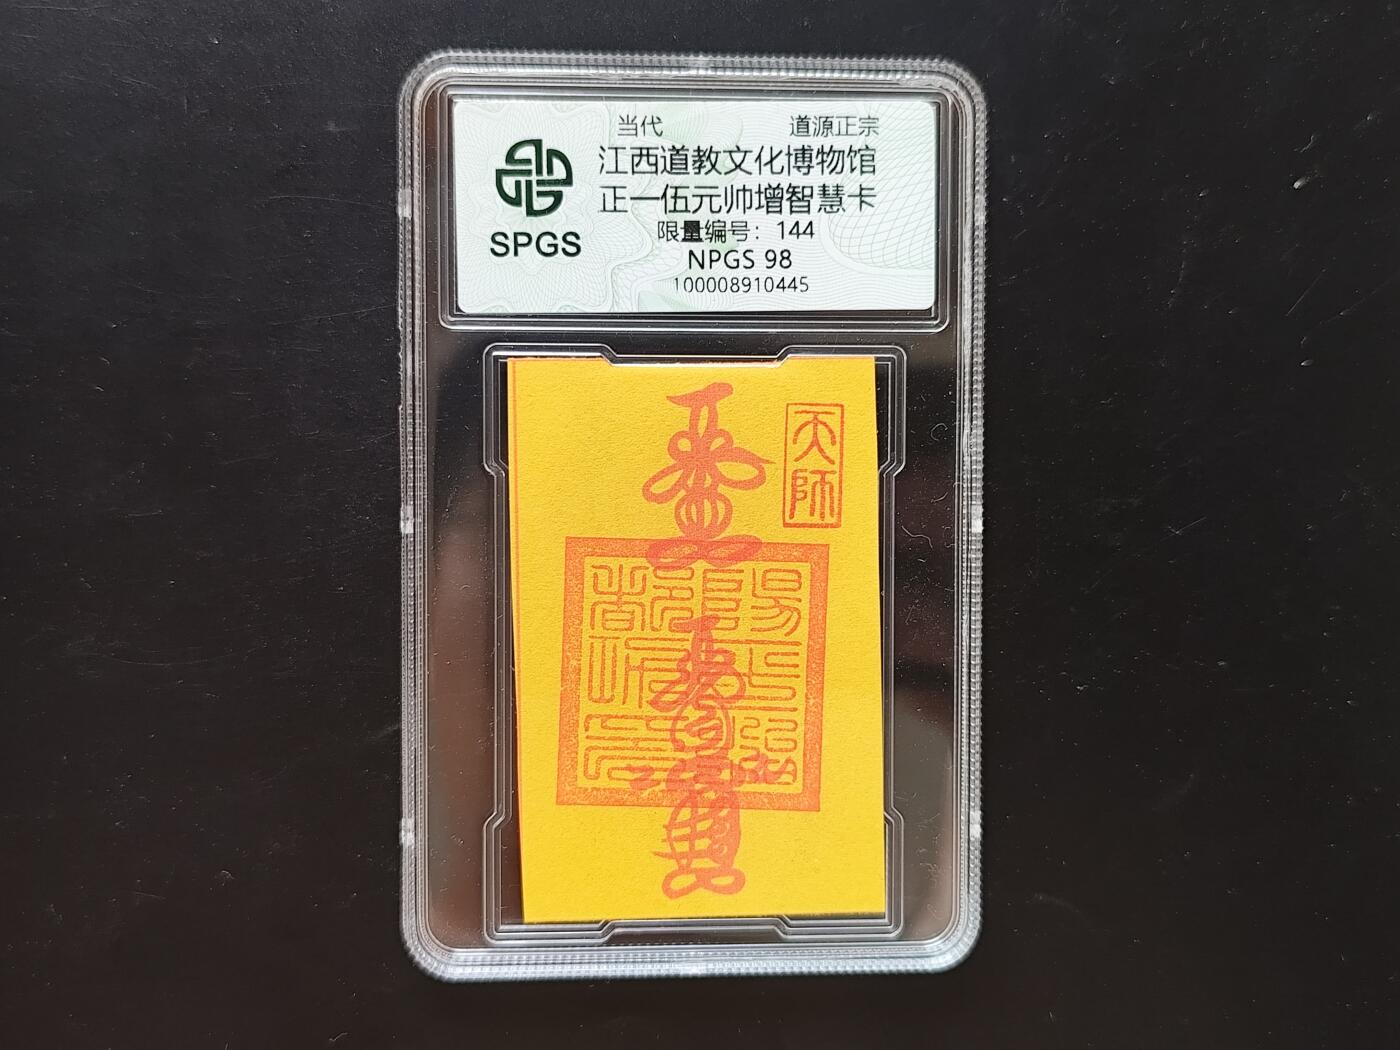 当代 道源正宗
江西道教文化博物馆
正一伍元帅增智慧卡
限量编号：144
NPGS 98
100008910445
SPGS
天師